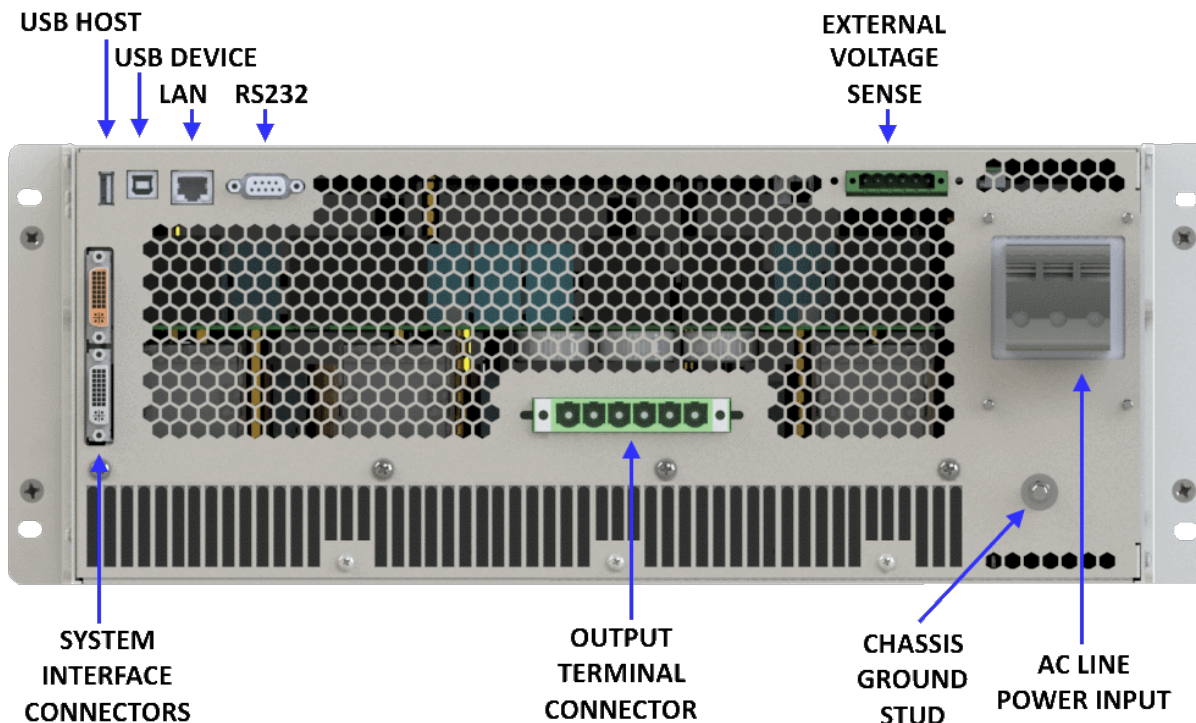 USB HOST
USB DEVICE
LAN
RS232
EXTERNAL
VOLTAGE
SENSE
SYSTEM
INTERFACE
CONNECTORS
OUTPUT
TERMINAL
CONNECTOR
CHASSIS
GROUND
STUD
AC LINE
POWER INPUT